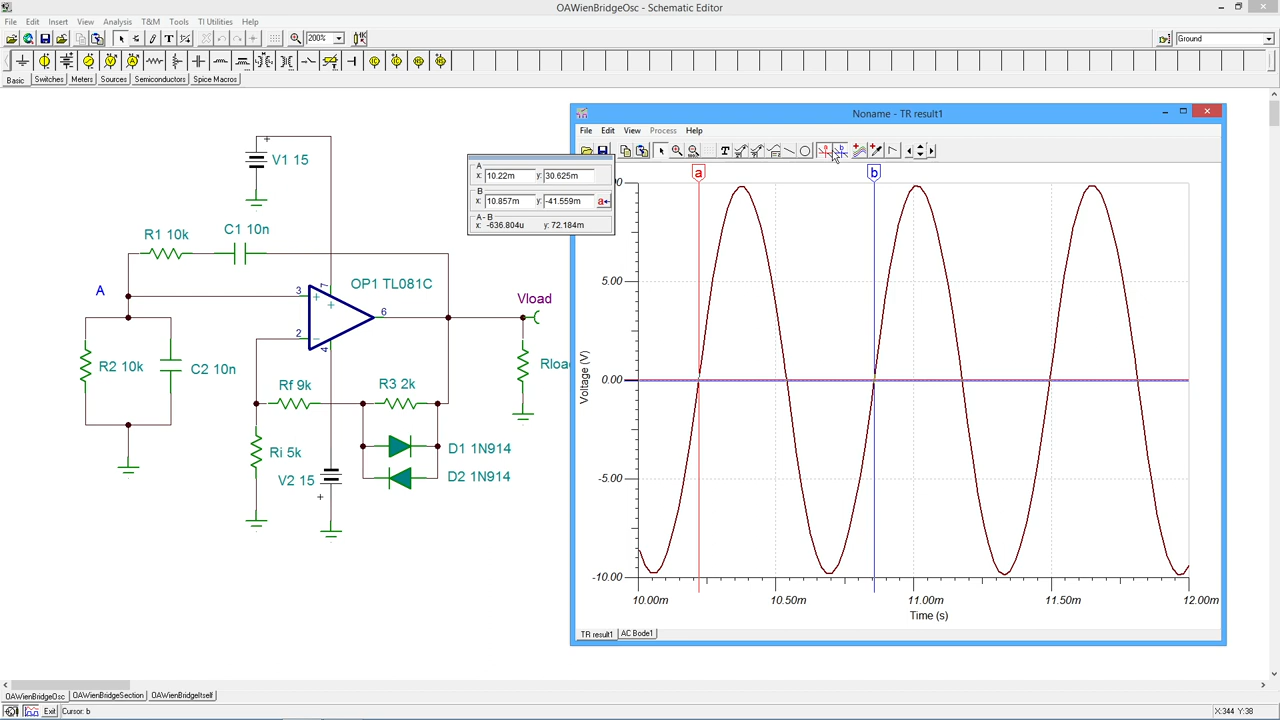 OAWienBridgeOsc - Schematic Editor
File Edit Insert View Analysis T&M Tools TI Utilities Help
200%
Ground
Basic Switches Meters Sources Semiconductors Spice Macros
Noname - TR result1
File Edit View Process Help
A
x: 10.22m y: 30.625m
B
x: 10.857m y: -41.559m a
A - B
x: -636.804u y: 72.184m
a
b
5.00
0.00
-5.00
-10.00
Voltage (V)
10.00m 10.50m 11.00m 11.50m 12.00m
Time (s)
TR result1 AC Bode1
V1 15
+
R1 10k
C1 10n
A
OP1 TL081C
3
7
2
6
4
+
+
-
Vload
R2 10k
C2 10n
Rf 9k
R3 2k
Ri 5k
V2 15
+
D1 1N914
D2 1N914
OAWienBridgeOsc OAWienBridgeSection OAWienBridgeItself
Exit Cursor: b
X:344 Y:38